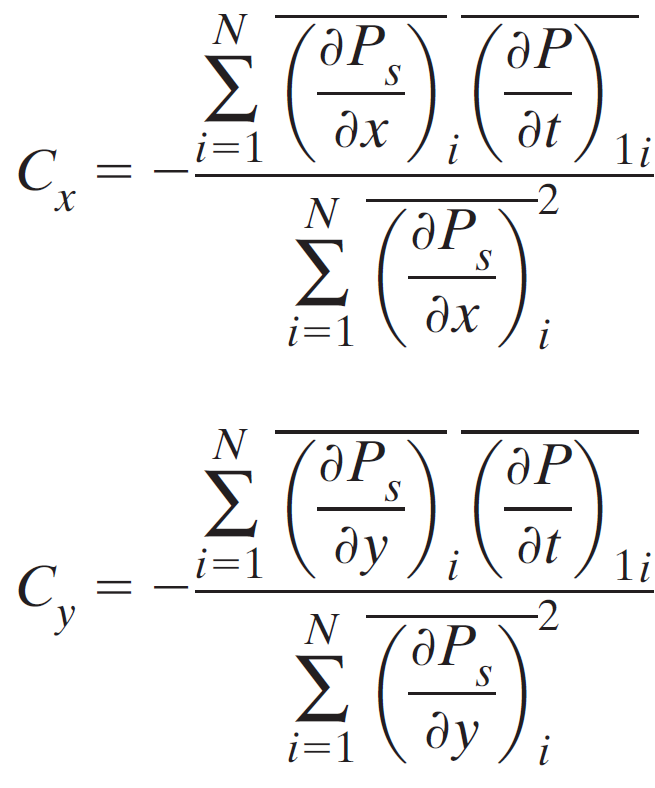 $$C_x = -\frac{\sum_{i=1}^{N} \overline{\left(\frac{\partial P_s}{\partial x}\right)}_i \overline{\left(\frac{\partial P}{\partial t}\right)}_{1i}}{\sum_{i=1}^{N} \overline{\left(\frac{\partial P_s}{\partial x}\right)}_i^2}$$
$$C_y = -\frac{\sum_{i=1}^{N} \overline{\left(\frac{\partial P_s}{\partial y}\right)}_i \overline{\left(\frac{\partial P}{\partial t}\right)}_{1i}}{\sum_{i=1}^{N} \overline{\left(\frac{\partial P_s}{\partial y}\right)}_i^2}$$